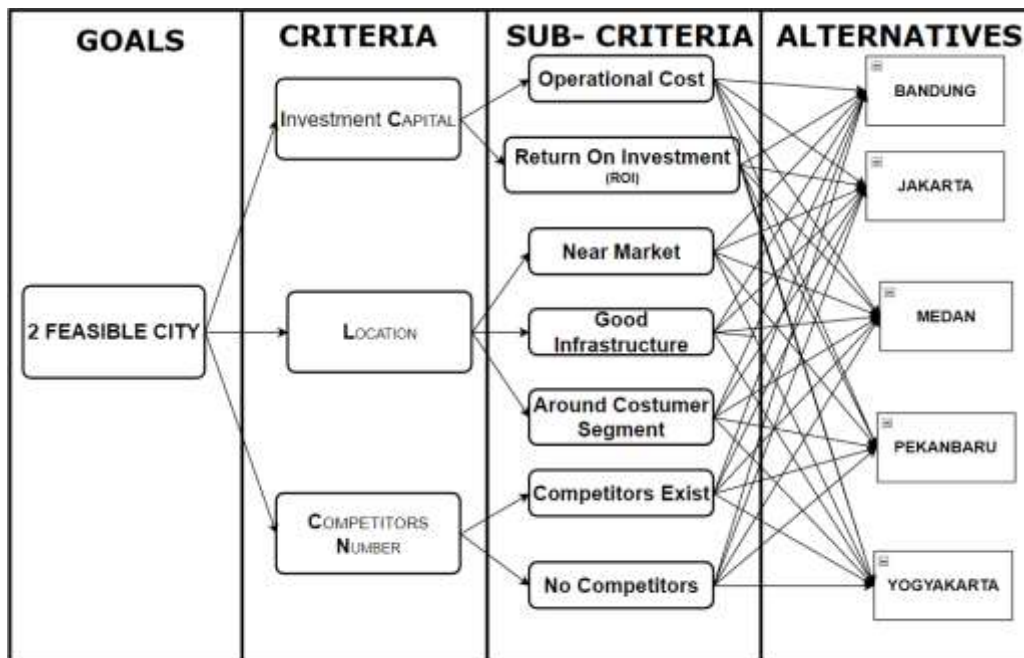 GOALS
CRITERIA
SUB- CRITERIA
ALTERNATIVES
2 FEASIBLE CITY
Investment CAPITAL
LOCATION
COMPETITORS
NUMBER
Operational Cost
Return On Investment
(ROI)
Near Market
Good
Infrastructure
Around Costumer
Segment
Competitors Exist
No Competitors
BANDUNG
JAKARTA
MEDAN
PEKANBARU
YOGYAKARTA